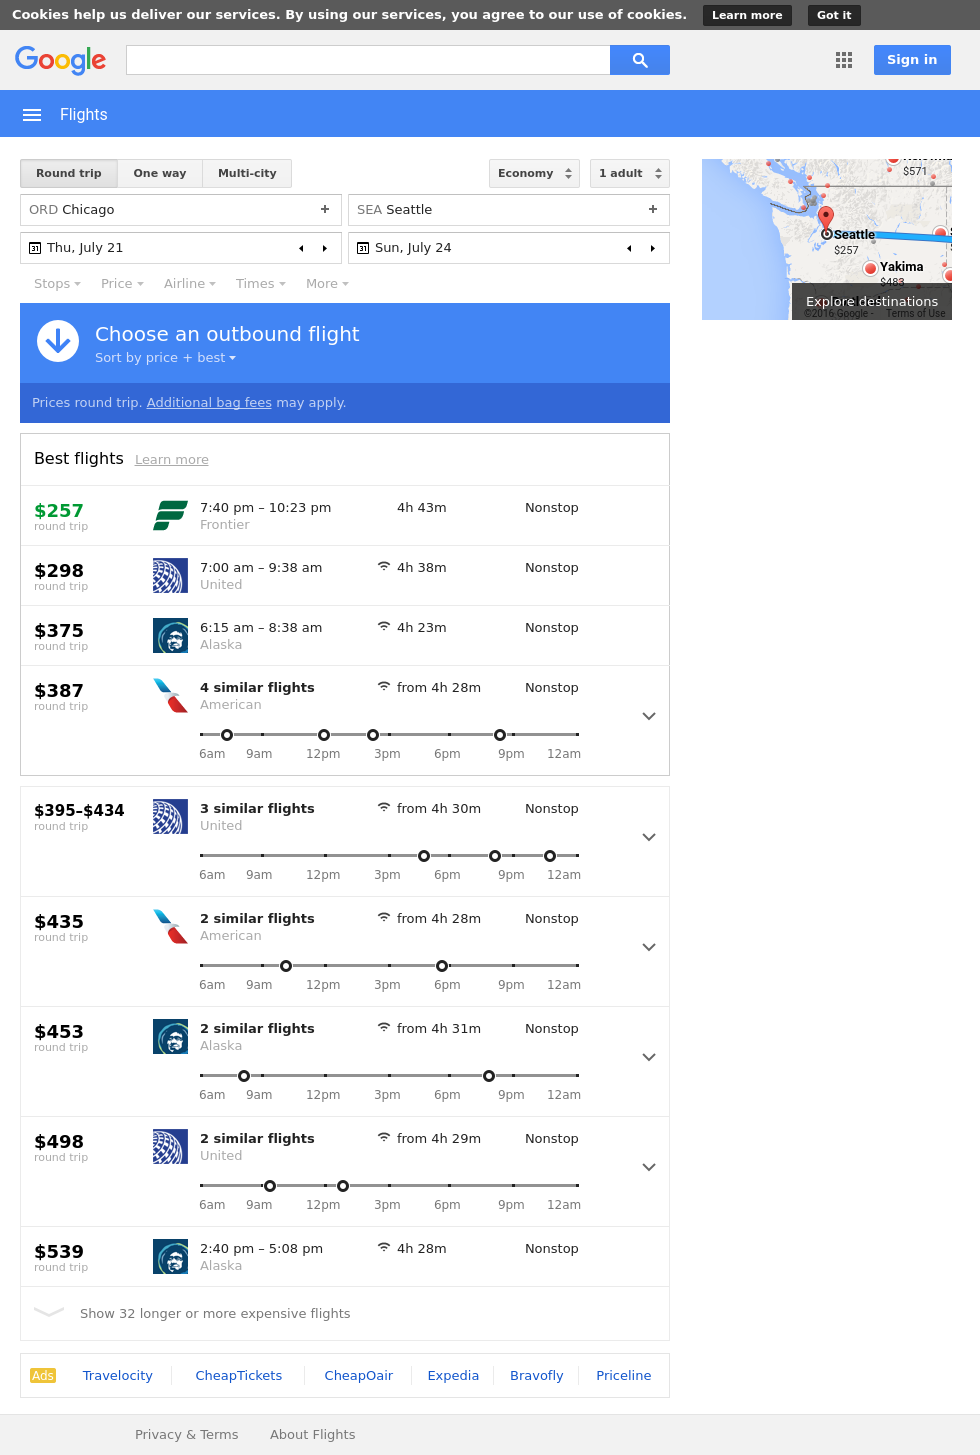 Cookies help us deliver our services. By using our services, you agree to our use of cookies. Learn more Got it
Google Sign in
Flights
Round trip One way Multi-city Economy 1 adult
ORD Chicago + SEA Seattle +
31 Thu, July 21 31 Sun, July 24
Stops Price Airline Times More
$571
Seattle
$257
Yakima
$483
Explore destinations
©2016 Google - Terms of Use
Choose an outbound flight
Sort by price + best
Prices round trip. Additional bag fees may apply.
Best flights Learn more
$257 7:40 pm – 10:23 pm 4h 43m Nonstop
round trip Frontier
$298 7:00 am – 9:38 am 4h 38m Nonstop
round trip United
$375 6:15 am – 8:38 am 4h 23m Nonstop
round trip Alaska
$387 4 similar flights from 4h 28m Nonstop
round trip American
6am 9am 12pm 3pm 6pm 9pm 12am
$395–$434 3 similar flights from 4h 30m Nonstop
round trip United
6am 9am 12pm 3pm 6pm 9pm 12am
$435 2 similar flights from 4h 28m Nonstop
round trip American
6am 9am 12pm 3pm 6pm 9pm 12am
$453 2 similar flights from 4h 31m Nonstop
round trip Alaska
6am 9am 12pm 3pm 6pm 9pm 12am
$498 2 similar flights from 4h 29m Nonstop
round trip United
6am 9am 12pm 3pm 6pm 9pm 12am
$539 2:40 pm – 5:08 pm 4h 28m Nonstop
round trip Alaska
Show 32 longer or more expensive flights
Ads Travelocity CheapTickets CheapOair Expedia Bravofly Priceline
Privacy & Terms About Flights